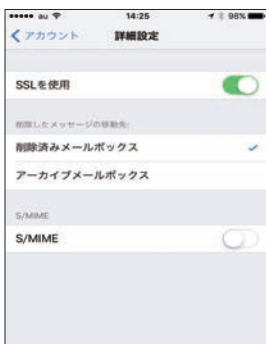 au 14:25 98%
アカウント 詳細設定
SSLを使用
削除したメッセージの移動先:
削除済みメールボックス
アーカイブメールボックス
S/MIME
S/MIME